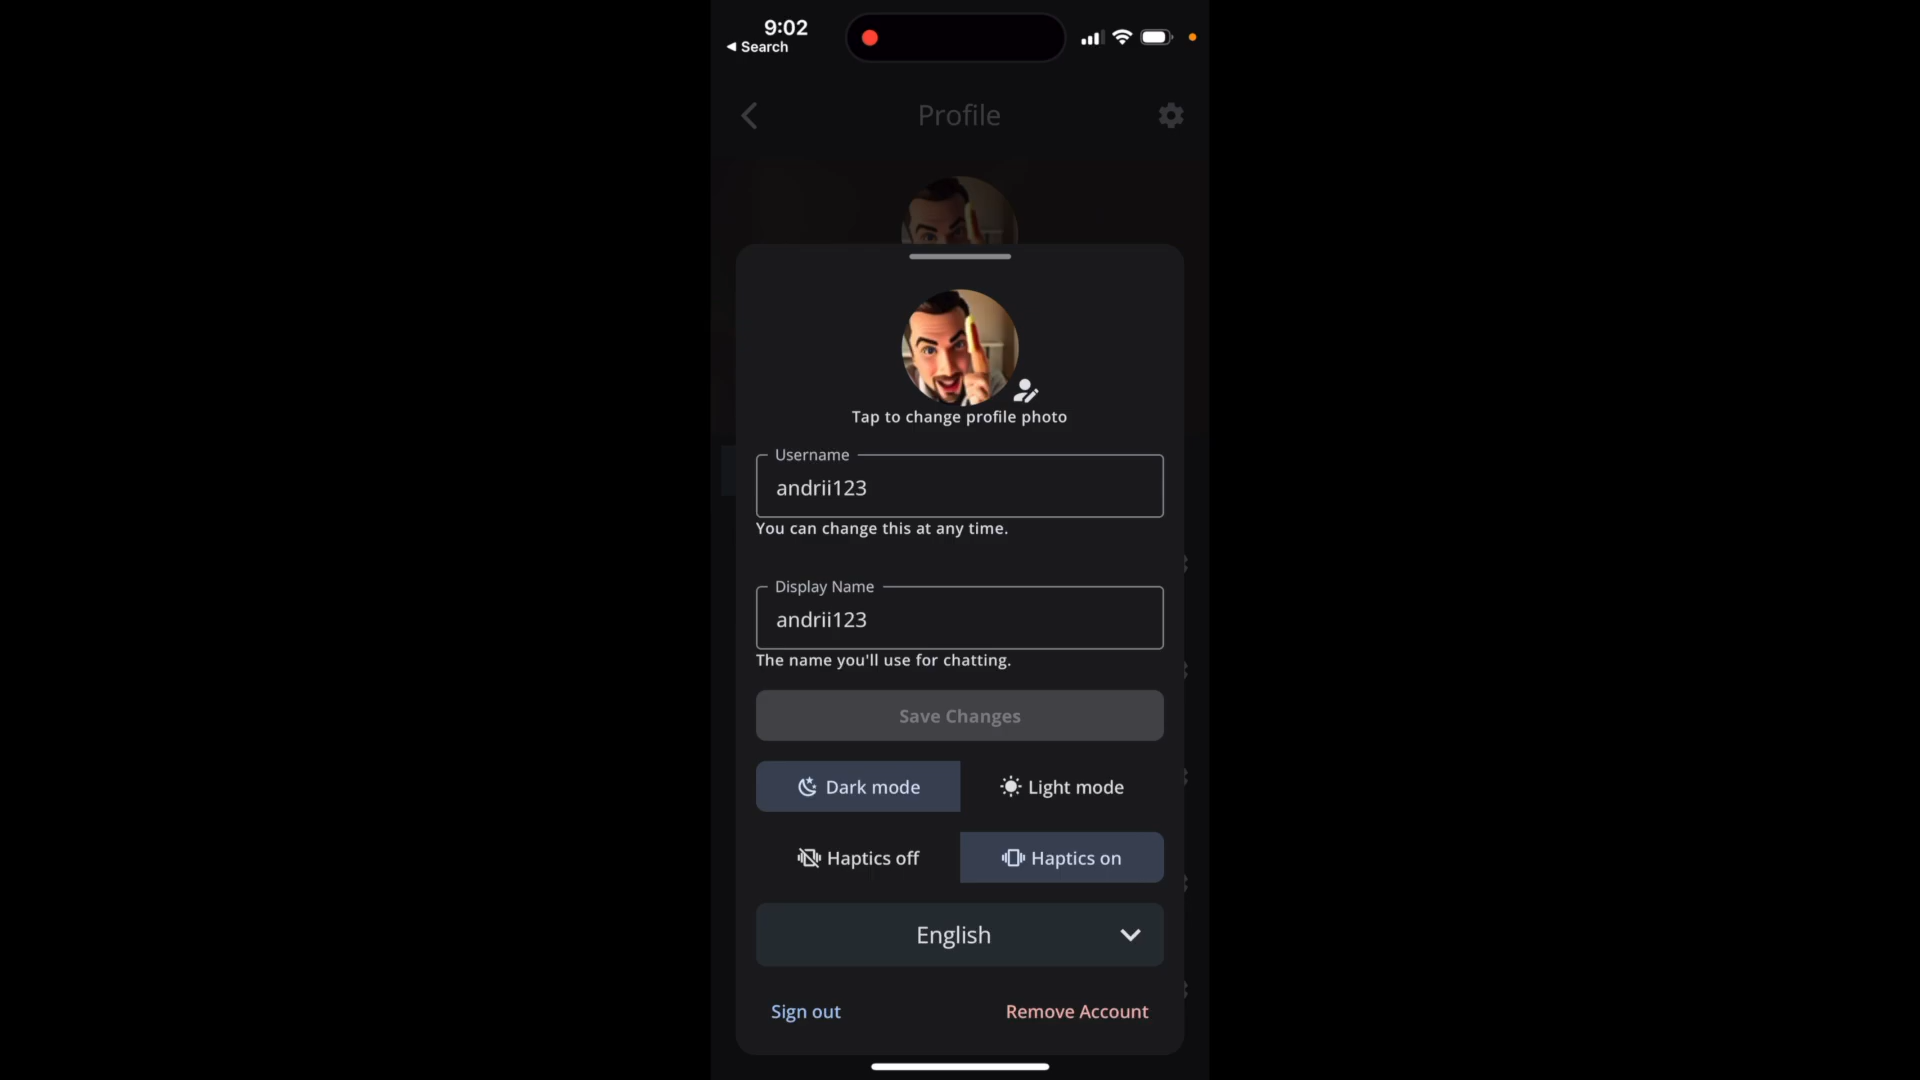 9:02
Search
Profile
Tap to change profile photo
Username
andrii123
You can change this at any time.
Display Name
andrii123
The name you'll use for chatting.
Save Changes
Dark mode
Light mode
Haptics off
Haptics on
English
Sign out
Remove Account